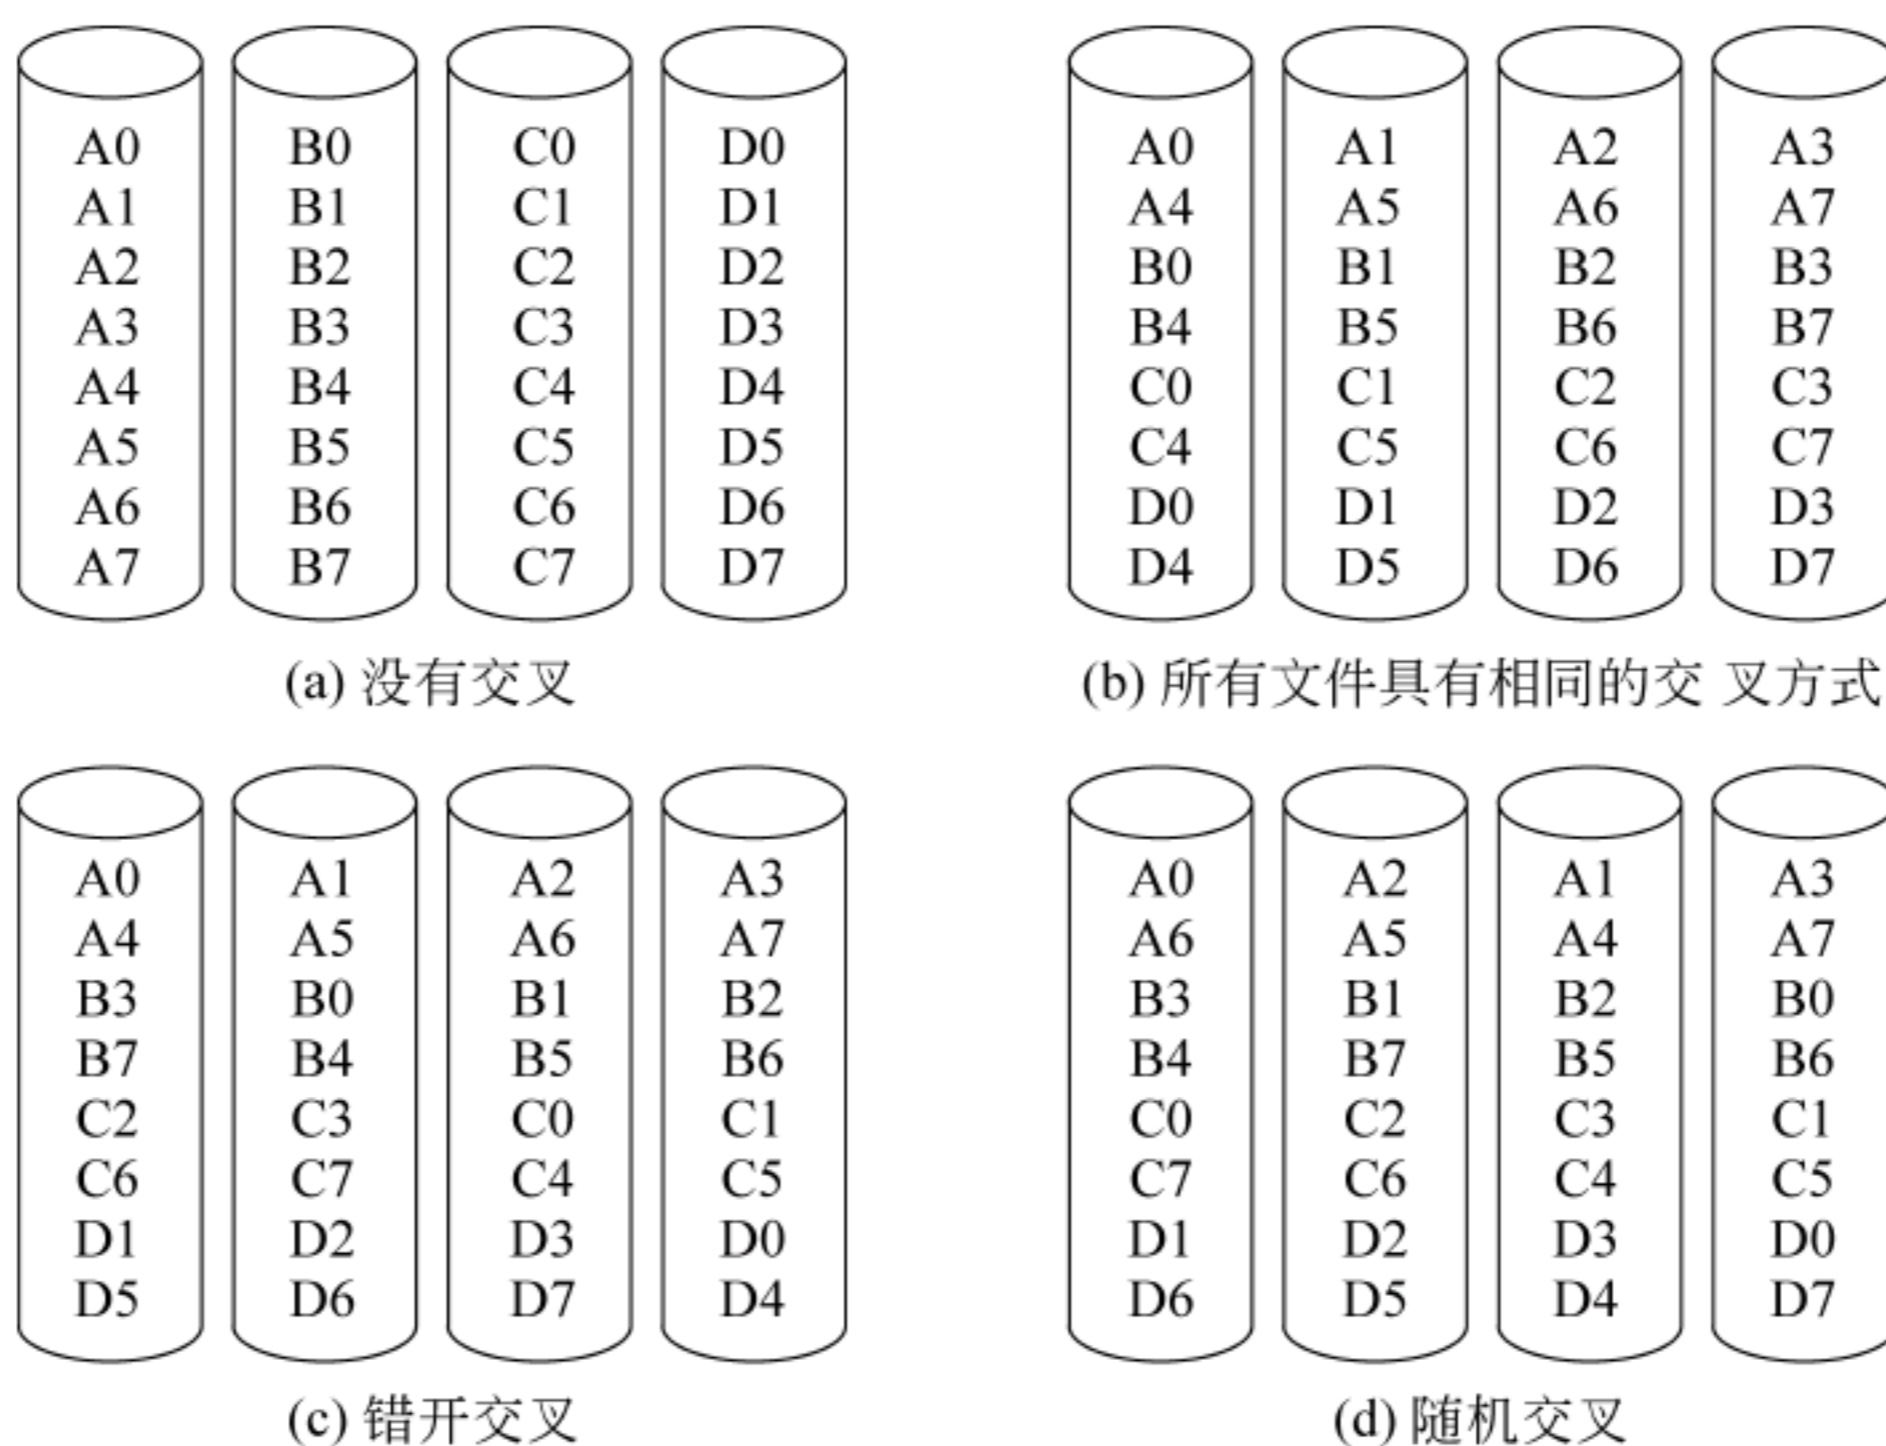 A0 B0 C0 D0 A0 A1 A2 A3
A1 B1 C1 D1 A4 A5 A6 A7
A2 B2 C2 D2 B0 B1 B2 B3
A3 B3 C3 D3 B4 B5 B6 B7
A4 B4 C4 D4 C0 C1 C2 C3
A5 B5 C5 D5 C4 C5 C6 C7
A6 B6 C6 D6 D0 D1 D2 D3
A7 B7 C7 D7 D4 D5 D6 D7
(a) 没有交叉 (b) 所有文件具有相同的交 叉方式
A0 A1 A2 A3 A0 A2 A1 A3
A4 A5 A6 A7 A6 A5 A4 A7
B3 B0 B1 B2 B3 B1 B2 B0
B7 B4 B5 B6 B4 B7 B5 B6
C2 C3 C0 C1 C0 C2 C3 C1
C6 C7 C4 C5 C7 C6 C4 C5
D1 D2 D3 D0 D1 D2 D3 D0
D5 D6 D7 D4 D6 D5 D4 D7
(c) 错开交叉 (d) 随机交叉